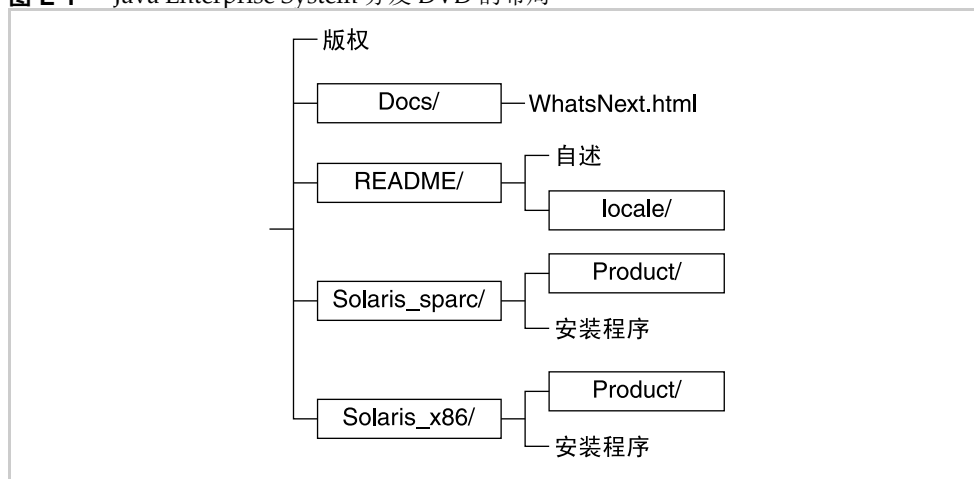 Java Enterprise System 分发 DVD 的布局
版权
Docs/
WhatsNext.html
README/
自述
locale/
Solaris_sparc/
Product/
安装程序
Solaris_x86/
Product/
安装程序